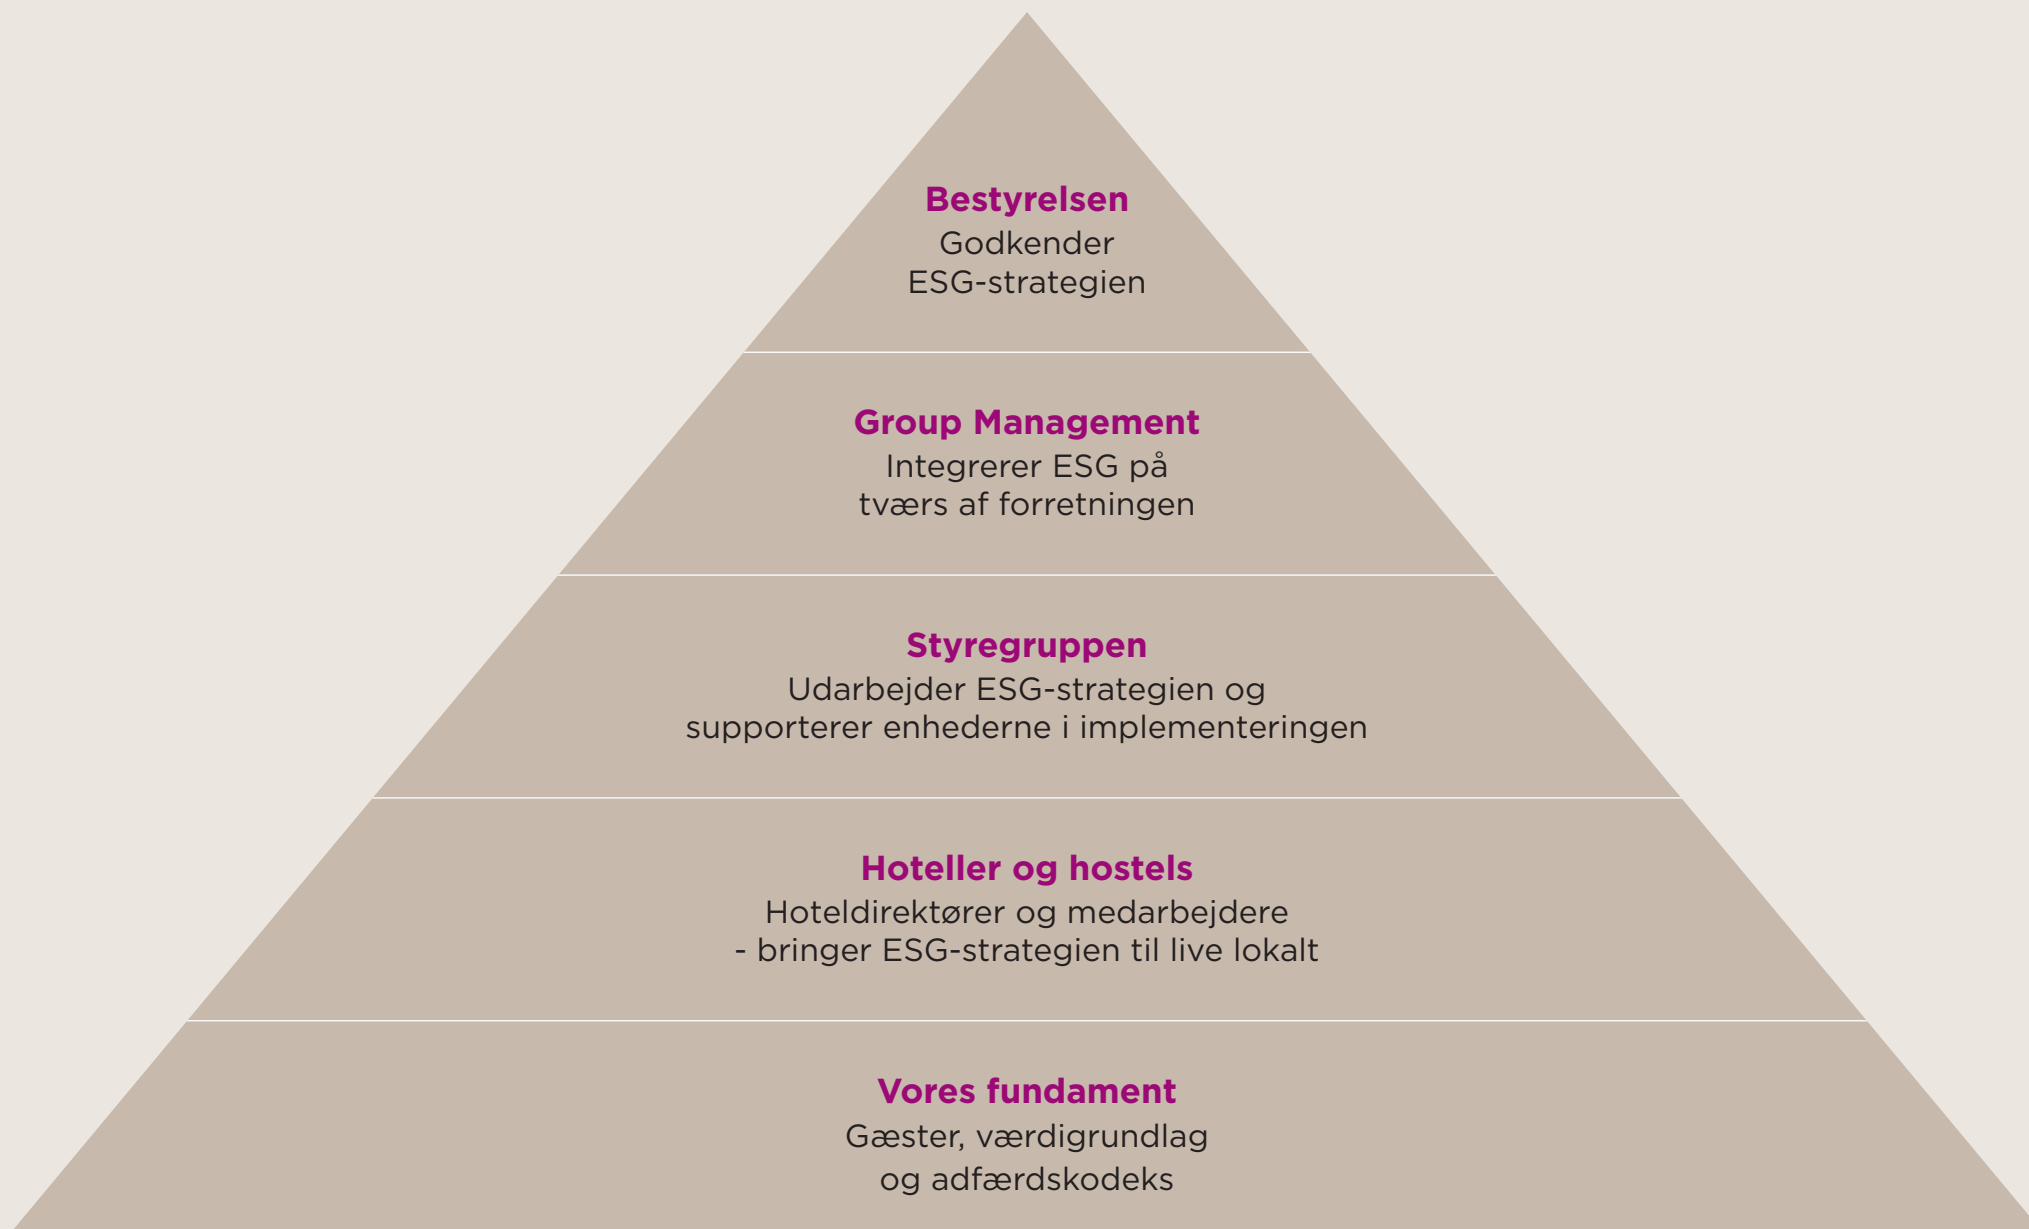 Bestyrelsen
Godkender
ESG-strategien
Group Management
Integrerer ESG på
tværs af forretningen
Styregruppen
Udarbejder ESG-strategien og
supporterer enhederne i implementeringen
Hoteller og hostels
Hoteldirektører og medarbejdere
- bringer ESG-strategien til live lokalt
Vores fundament
Gæster, værdigrundlag
og adfærdskodeks